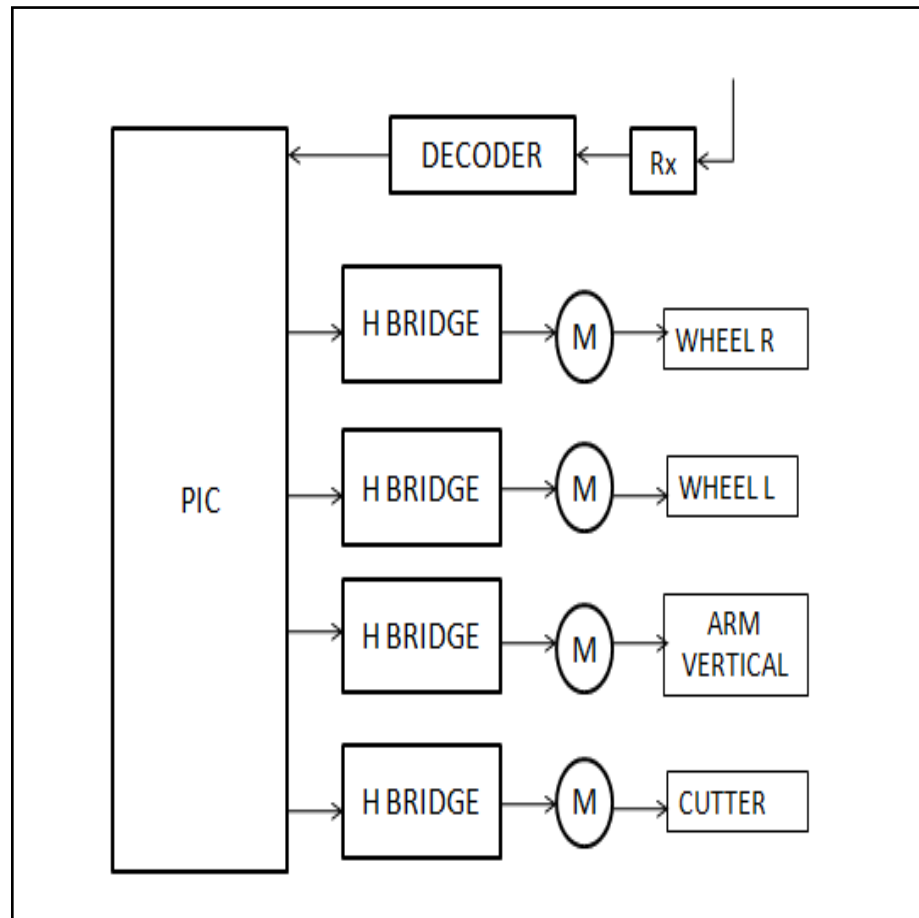 DECODER
Rx
H BRIDGE
M
WHEEL R
PIC
H BRIDGE
M
WHEEL L
H BRIDGE
M
ARM
VERTICAL
H BRIDGE
M
CUTTER